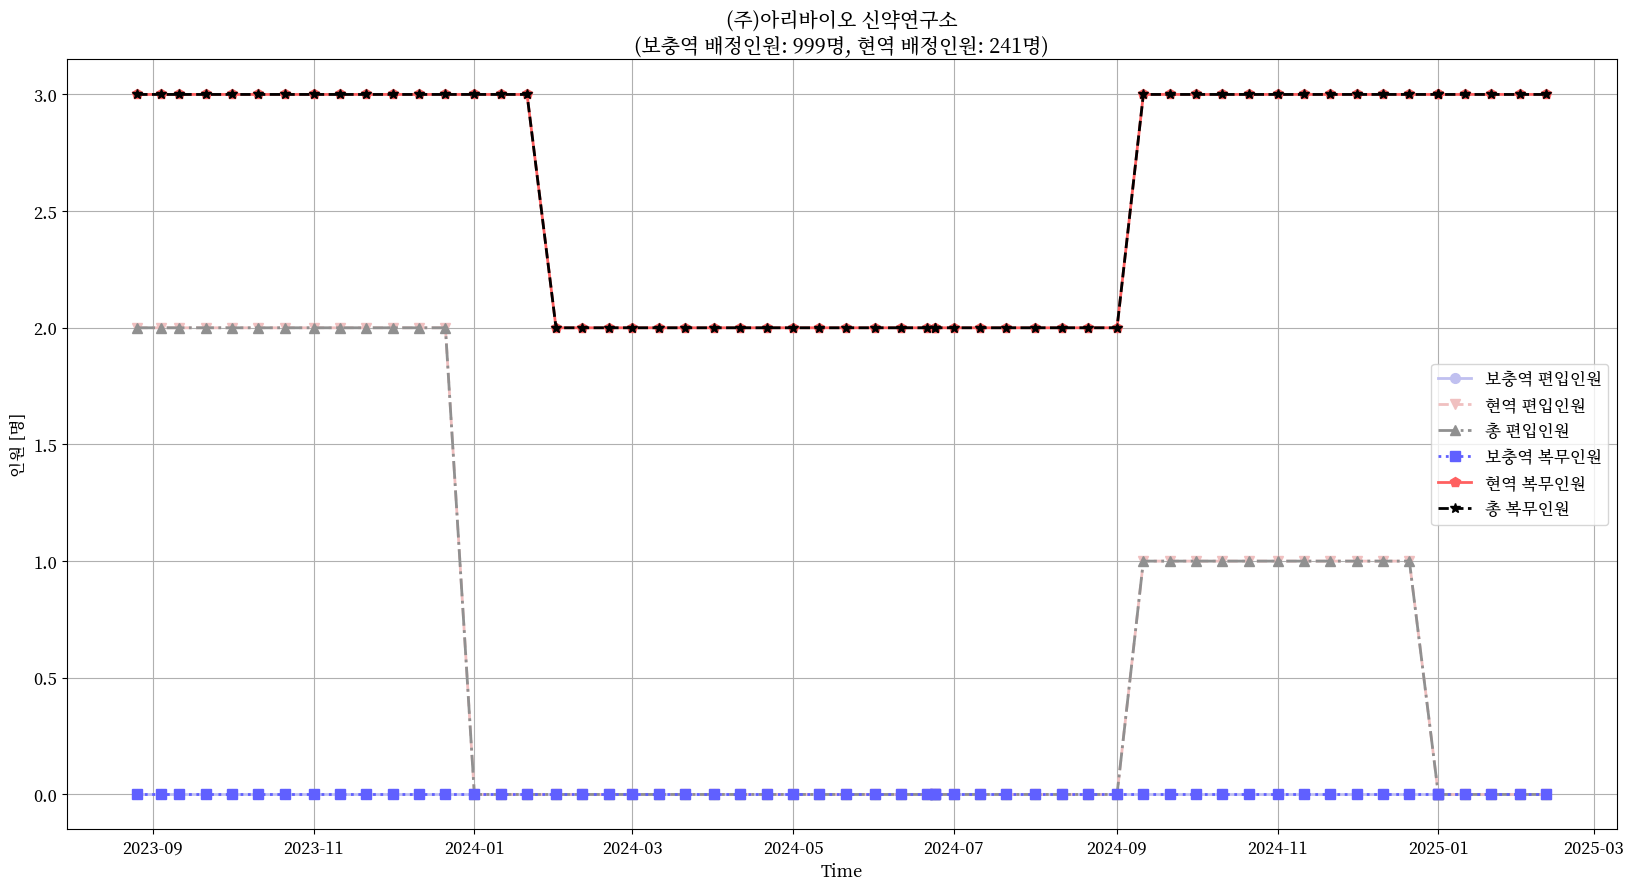 (주)아리바이오 신약연구소
(보충역 배정인원: 999명, 현역 배정인원: 241명)
인원 [명]
3.0
2.5
2.0
1.5
1.0
0.5
0.0
보충역 편입인원
현역 편입인원
총 편입인원
보충역 복무인원
현역 복무인원
총 복무인원
2023-09 2023-11 2024-01 2024-03 2024-05 2024-07 2024-09 2024-11 2025-01 2025-03
Time